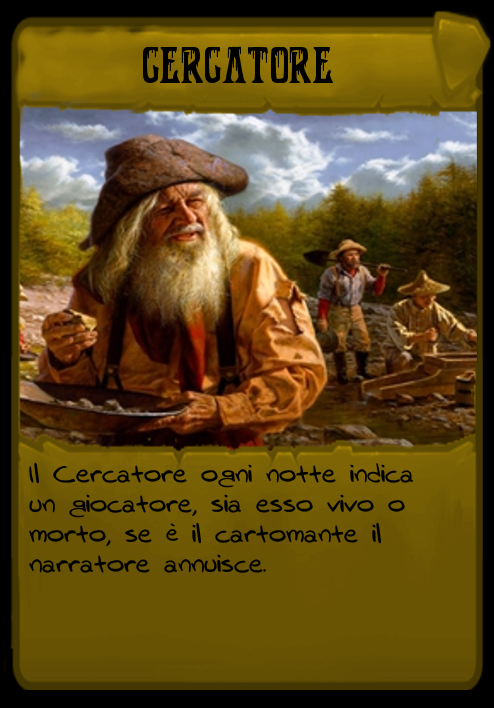 CERCATORE
Il Cercatore ogni notte indica
un giocatore, sia esso vivo o
morto, se è il cartomante il
narratore annuisce.